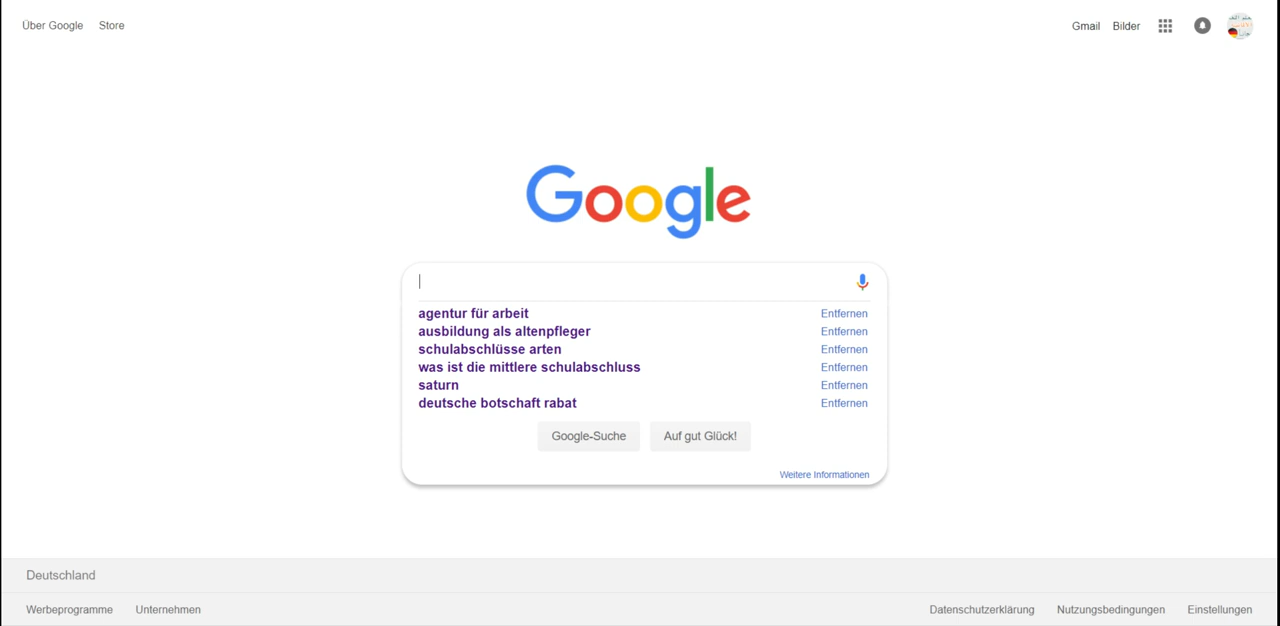 Über Google Store
Gmail Bilder
Google
agentur für arbeit Entfernen
ausbildung als altenpfleger Entfernen
schulabschlüsse arten Entfernen
was ist die mittlere schulabschluss Entfernen
saturn Entfernen
deutsche botschaft rabat Entfernen
Google-Suche Auf gut Glück!
Weitere Informationen
Deutschland
Werbeprogramme Unternehmen Datenschutzerklärung Nutzungsbedingungen Einstellungen